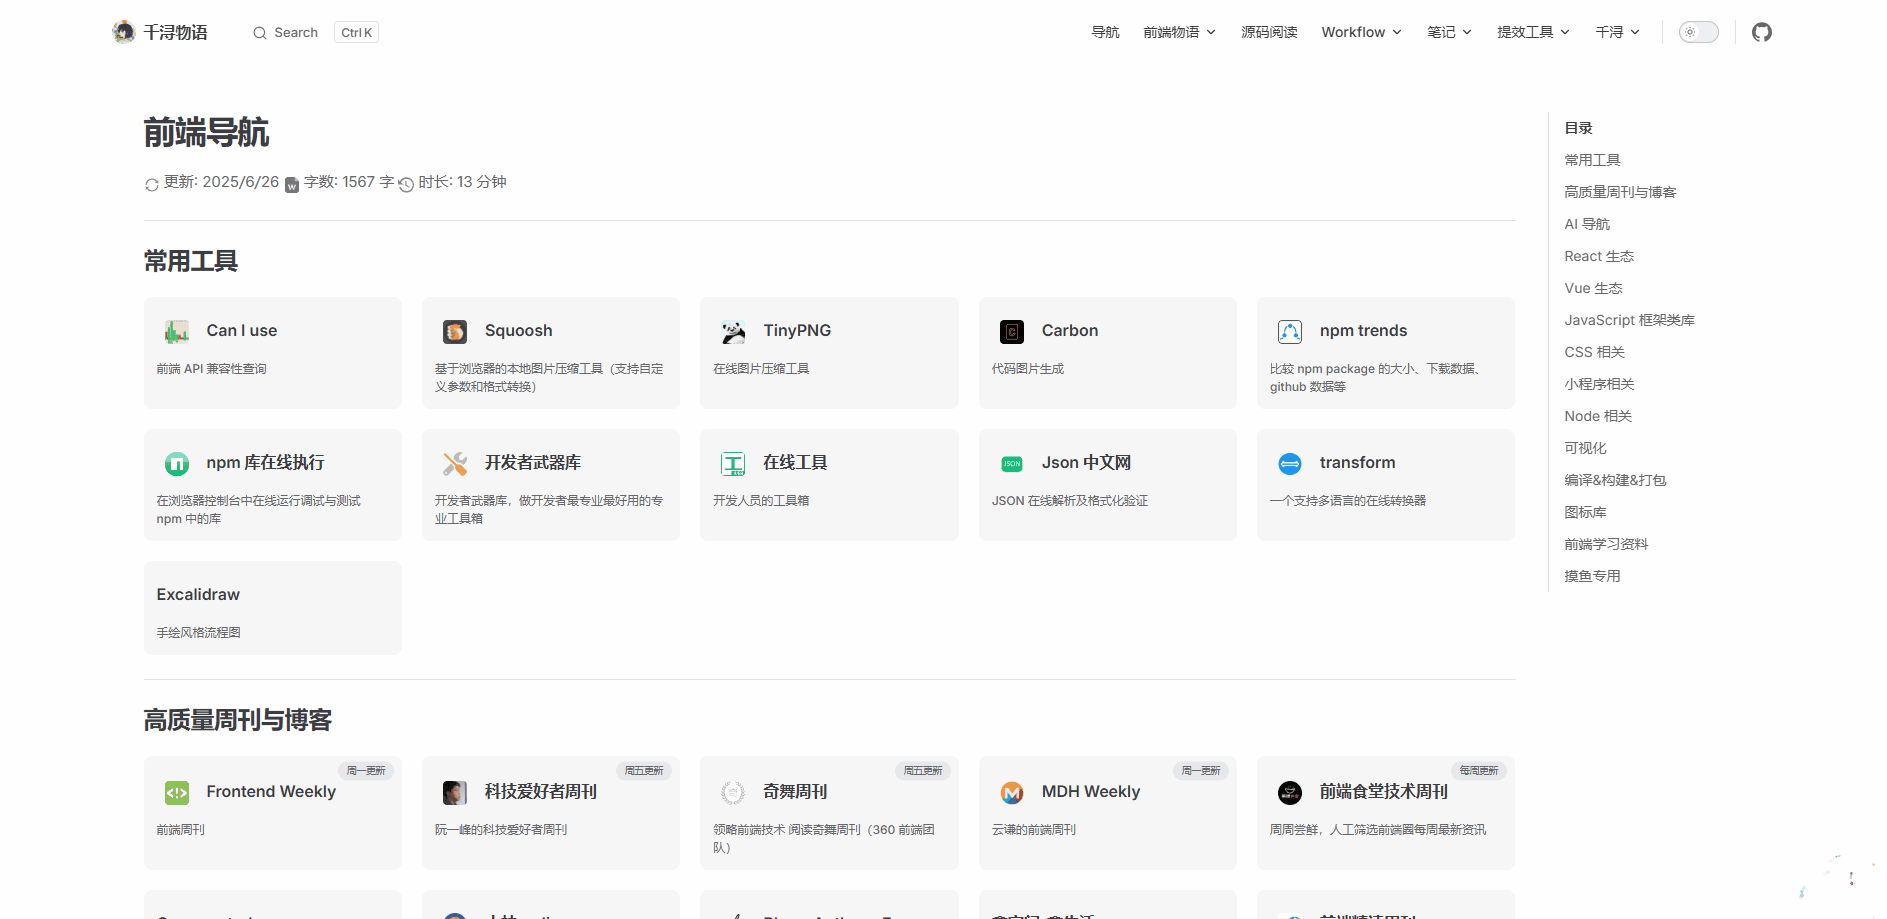 千浔物语
Search
Ctrl K
导航
前端物语
源码阅读
Workflow
笔记
提效工具
千浔
前端导航
更新: 2025/6/26 字数: 1567 字 时长: 13 分钟
常用工具
Can I use
前端 API 兼容性查询
Squoosh
基于浏览器的本地图片压缩工具（支持自定
义参数和格式转换）
TinyPNG
在线图片压缩工具
Carbon
代码图片生成
npm trends
比较 npm package 的大小、下载数据、
github 数据等
npm 库在线执行
在浏览器控制台中在线运行调试与测试
npm 中的库
开发者武器库
开发者武器库，做开发者最专业最好用的专
业工具箱
在线工具
开发人员的工具箱
JSON
Json 中文网
JSON 在线解析及格式化验证
transform
一个支持多语言的在线转换器
Excalidraw
手绘风格流程图
高质量周刊与博客
周一更新
Frontend Weekly
前端周刊
周五更新
科技爱好者周刊
阮一峰的科技爱好者周刊
周五更新
奇舞周刊
领略前端技术 阅读奇舞周刊（360 前端团
队）
周一更新
MDH Weekly
云谦的前端周刊
每周更新
前端食堂技术周刊
周周尝鲜，人工筛选前端圈每周最新资讯
目录
常用工具
高质量周刊与博客
AI 导航
React 生态
Vue 生态
JavaScript 框架类库
CSS 相关
小程序相关
Node 相关
可视化
编译&构建&打包
图标库
前端学习资料
摸鱼专用